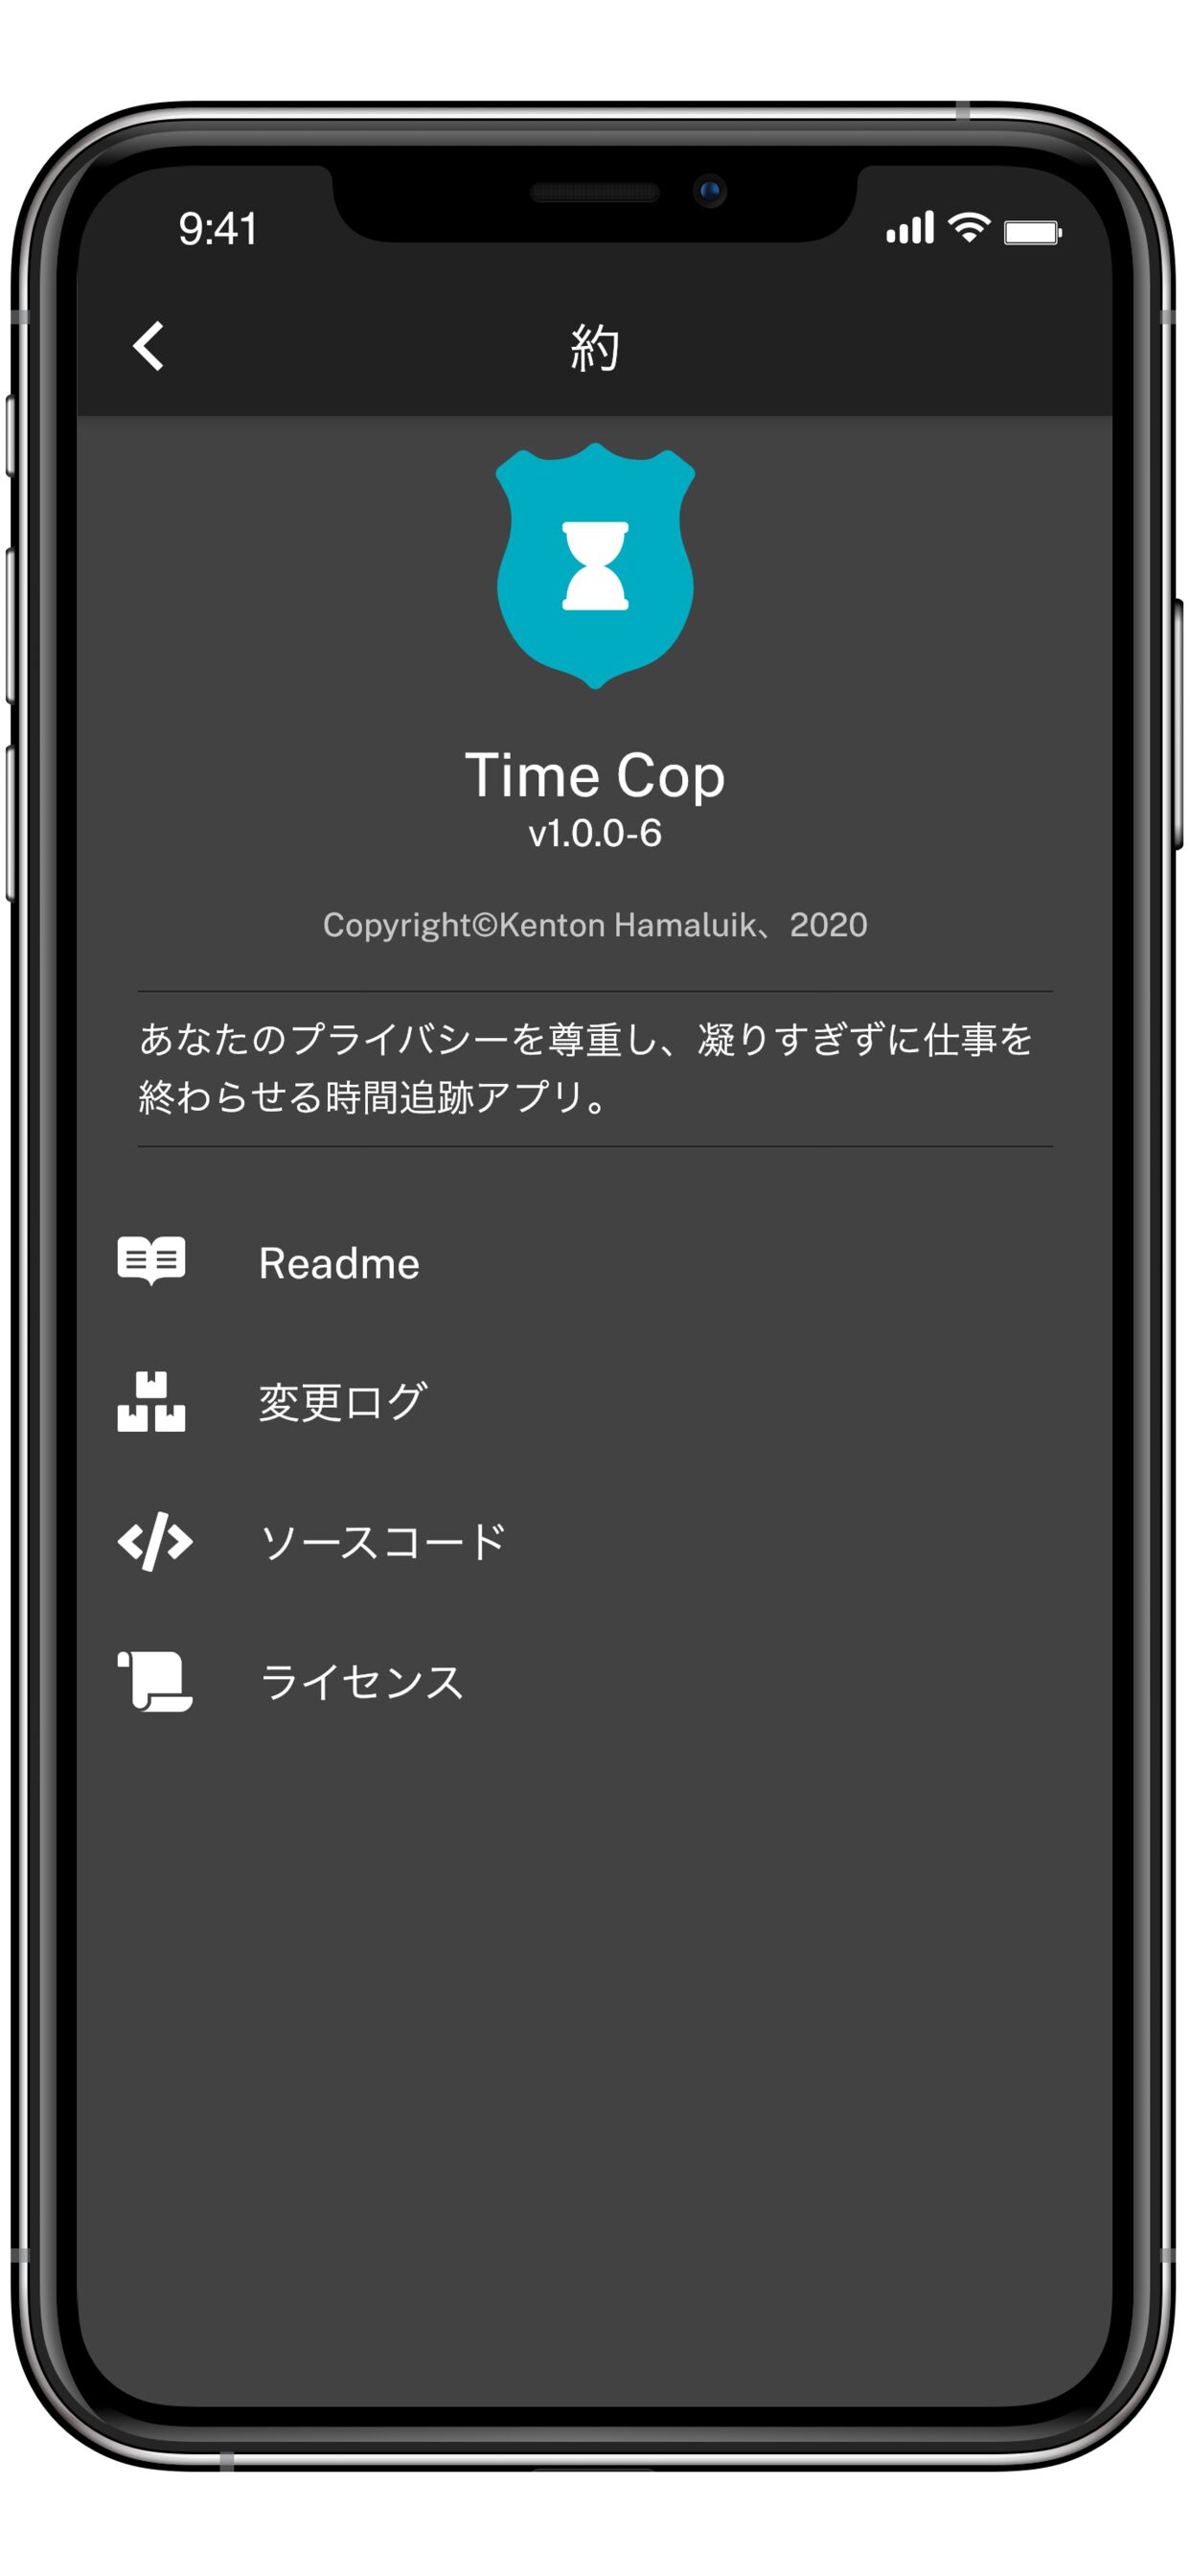 9:41
約
Time Cop
v1.0.0-6
Copyright©Kenton Hamaluik、2020
あなたのプライバシーを尊重し、凝りすぎずに仕事を
終わらせる時間追跡アプリ。
Readme
変更ログ
ソースコード
ライセンス